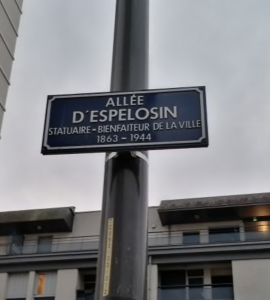 ALLÉE
D'ESPELOSIN
STATUAIRE-BIENFAITEUR DE LA VILLE
1863 - 1944